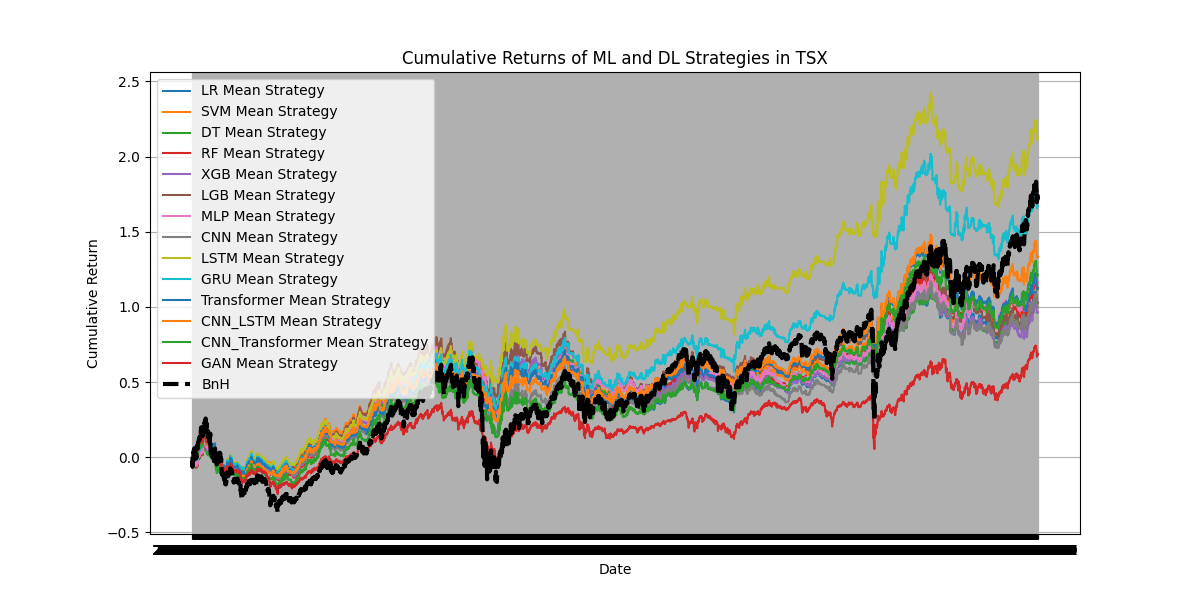 Cumulative Returns of ML and DL Strategies in TSX
2.5
2.0
1.5
1.0
0.5
0.0
−0.5
Cumulative Return
LR Mean Strategy
SVM Mean Strategy
DT Mean Strategy
RF Mean Strategy
XGB Mean Strategy
LGB Mean Strategy
MLP Mean Strategy
CNN Mean Strategy
LSTM Mean Strategy
GRU Mean Strategy
Transformer Mean Strategy
CNN_LSTM Mean Strategy
CNN_Transformer Mean Strategy
GAN Mean Strategy
BnH
Date